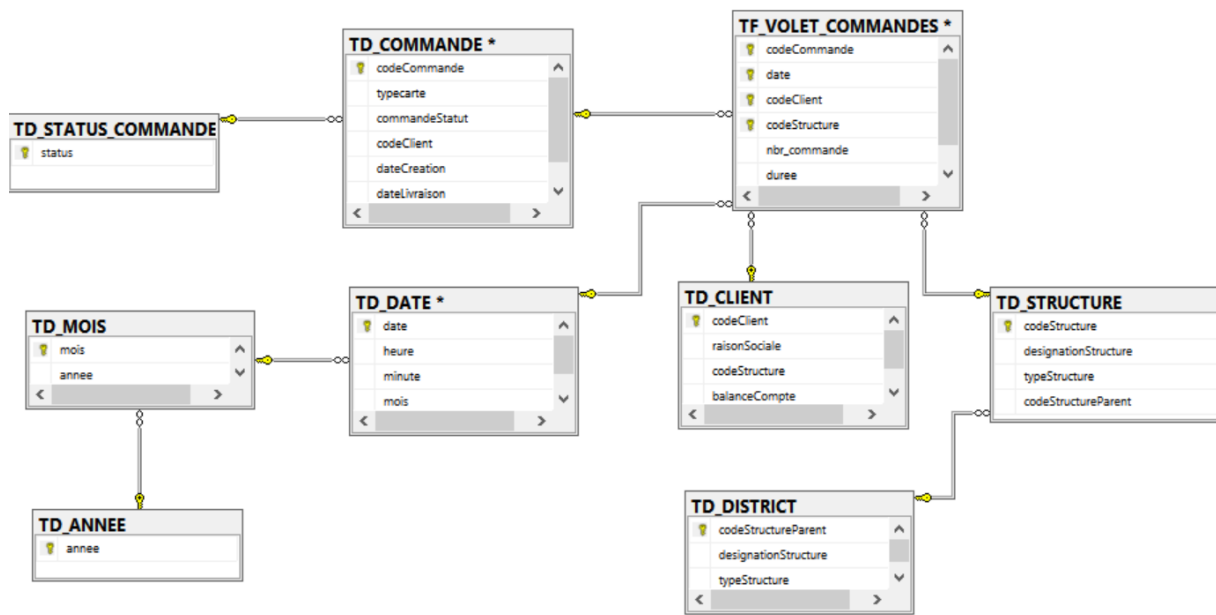 TF_VOLET_COMMANDES *
codeCommande
date
codeClient
codeStructure
nbr_commande
duree
TD_COMMANDE *
codeCommande
typecarte
commandeStatut
codeClient
dateCreation
dateLivraison
TD_STATUS_COMMANDE
status
TD_DATE *
date
heure
minute
mois
TD_CLIENT
codeClient
raisonSociale
codeStructure
balanceCompte
TD_STRUCTURE
codeStructure
designationStructure
typeStructure
codeStructureParent
TD_MOIS
mois
annee
TD_DISTRICT
codeStructureParent
designationStructure
typeStructure
TD_ANNEE
annee